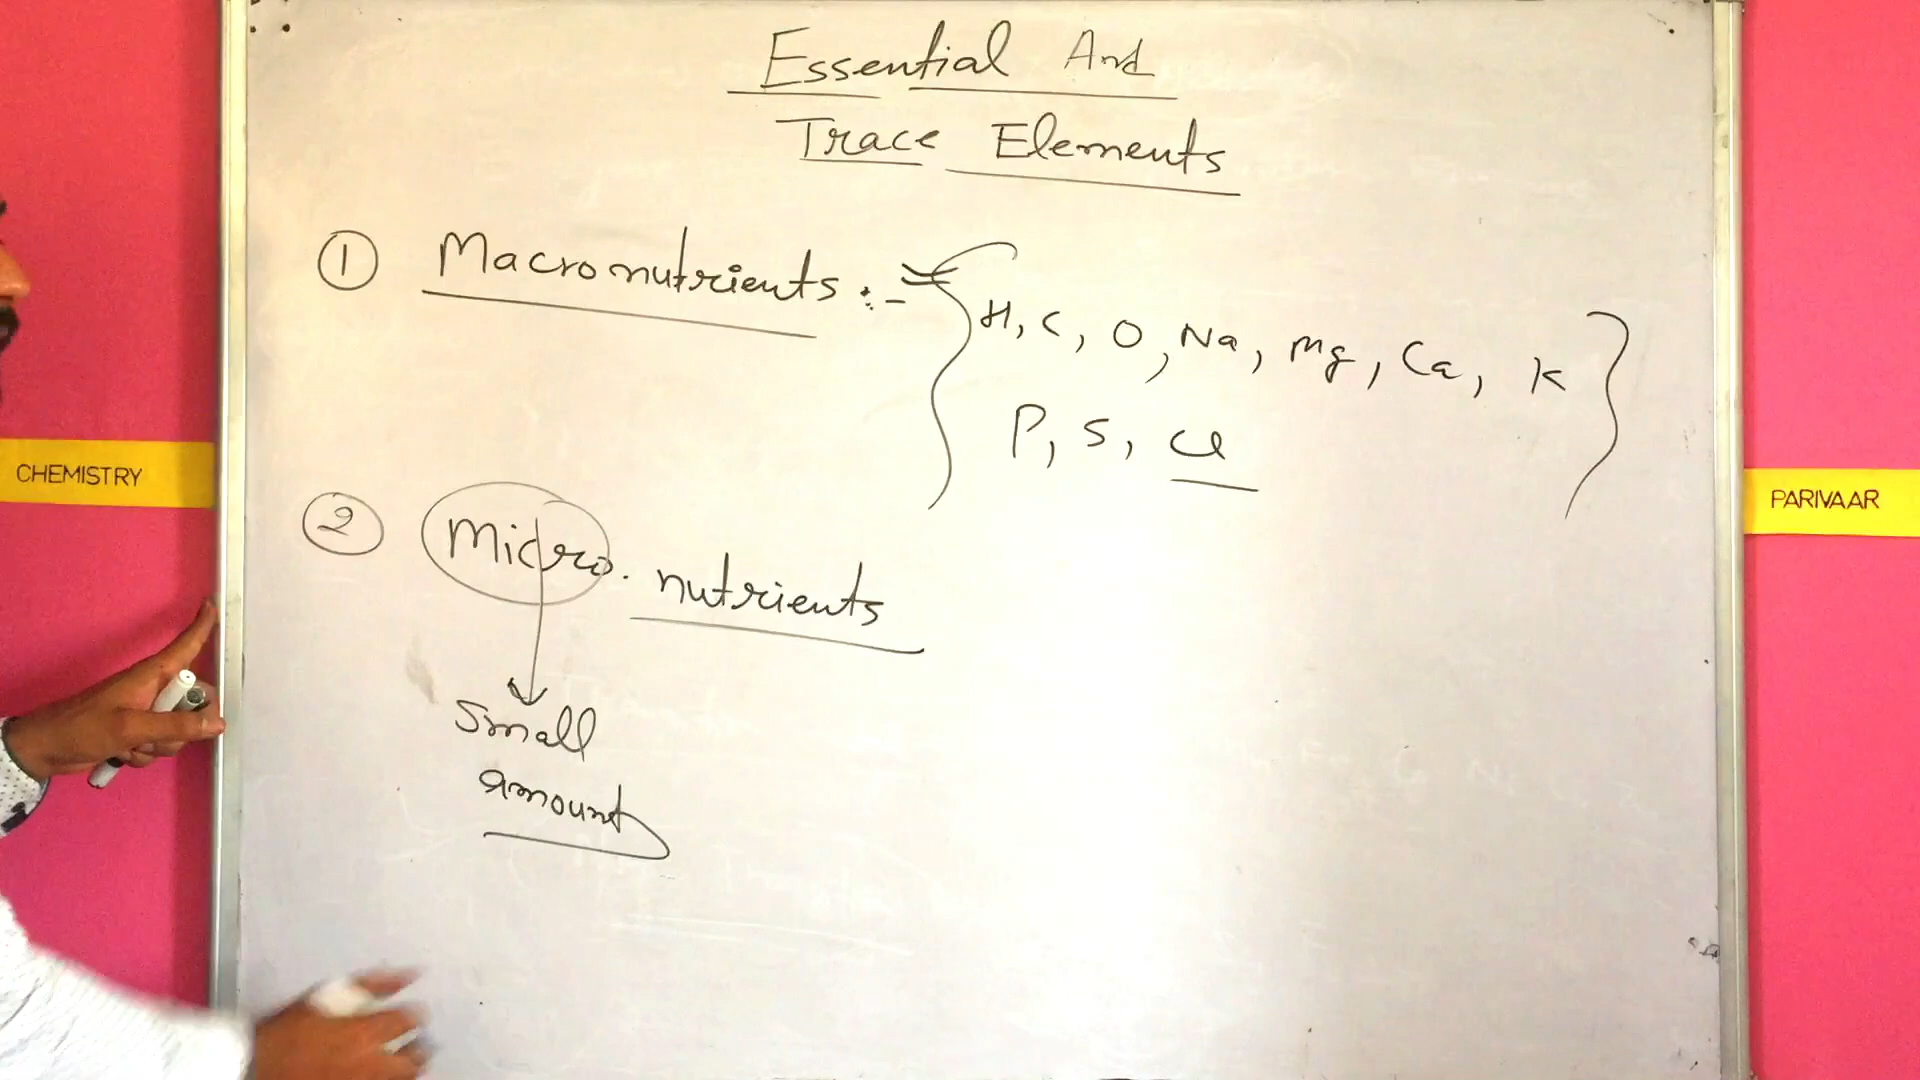 Essential And
Trace Elements
① Macronutrients :- { H, C, O, Na, Mg, Ca, K
P, S, Cl }
CHEMISTRY
PARIVAAR
② Micro. nutrients
↓
Small
amount